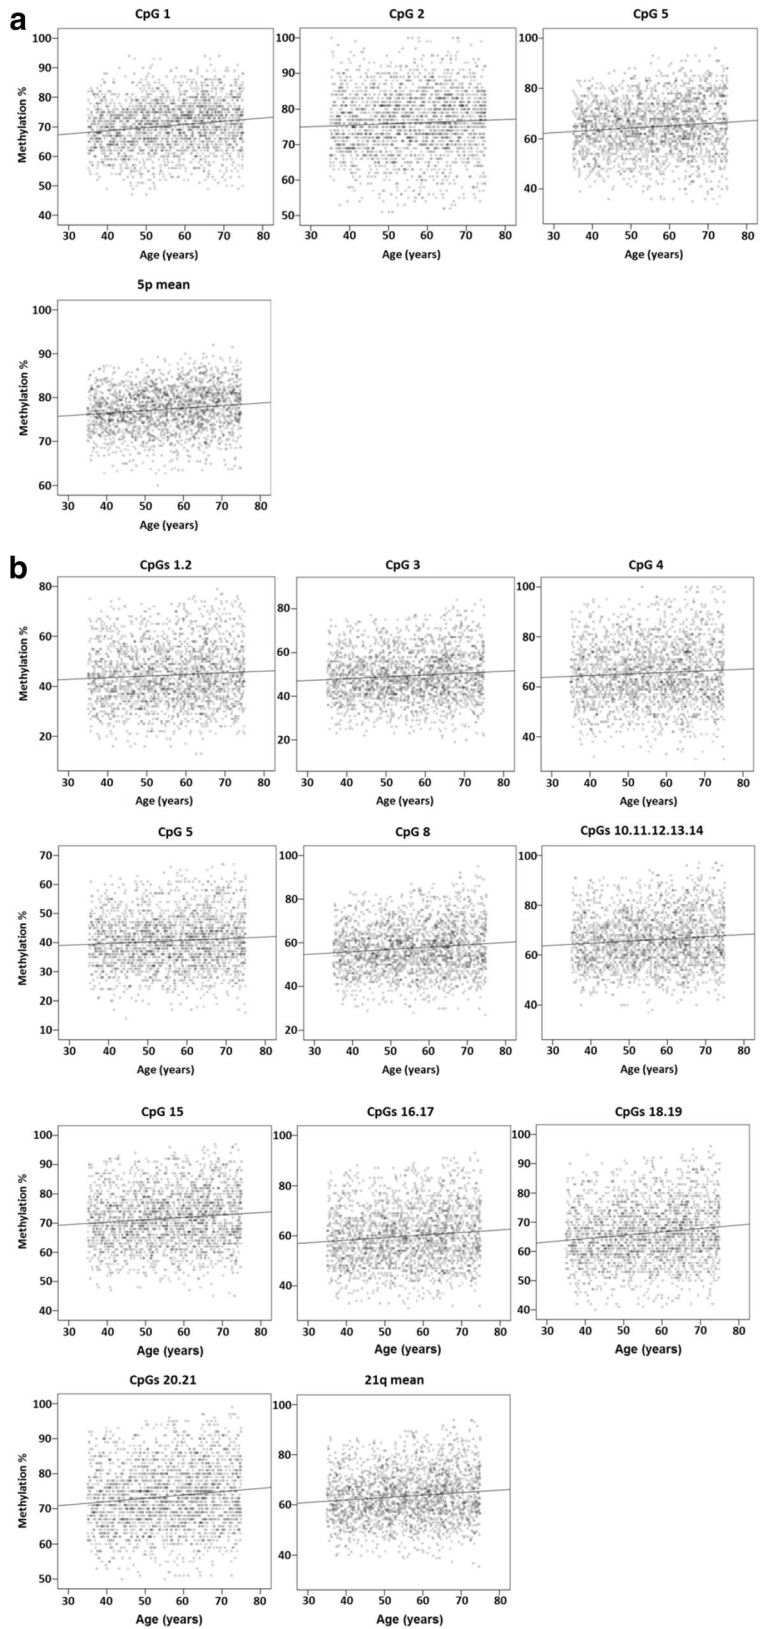 a
CpG 1 CpG 2 CpG 5
Methylation %
100 90 80 70 60 50 40
30 40 50 60 70 80
Age (years)
100 90 80 70 60 50
30 40 50 60 70 80
Age (years)
100 80 60 40
30 40 50 60 70 80
Age (years)
5p mean
Methylation %
100 90 80 70 60
30 40 50 60 70 80
Age (years)
b
CpGs 1.2 CpG 3 CpG 4
Methylation %
80 60 40 20
30 40 50 60 70 80
Age (years)
80 60 40 20
30 40 50 60 70 80
Age (years)
100 80 60 40
30 40 50 60 70 80
Age (years)
CpG 5 CpG 8 CpGs 10.11.12.13.14
Methylation %
70 60 50 40 30 20 10
30 40 50 60 70 80
Age (years)
100 80 60 40 20
30 40 50 60 70 80
Age (years)
100 80 60 40
30 40 50 60 70 80
Age (years)
CpG 15 CpGs 16.17 CpGs 18.19
Methylation %
100 90 80 70 60 50 40
30 40 50 60 70 80
Age (years)
100 80 60 40
30 40 50 60 70 80
Age (years)
100 90 80 70 60 50 40
30 40 50 60 70 80
Age (years)
CpGs 20.21 21q mean
Methylation %
100 90 80 70 60 50
30 40 50 60 70 80
Age (years)
100 80 60 40
30 40 50 60 70 80
Age (years)